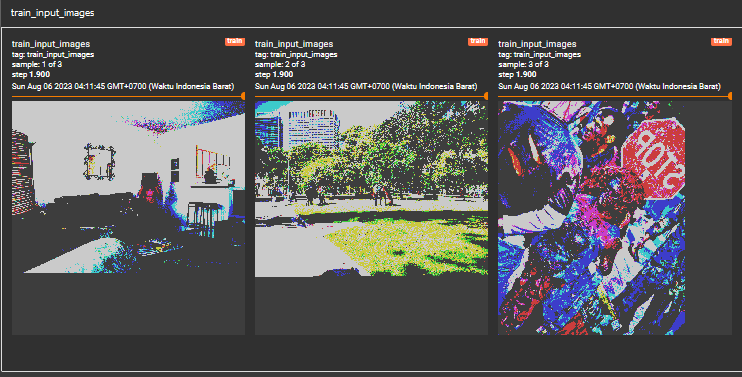 train_input_images
train_input_images
train
tag: train_input_images
sample: 1 of 3
step 1.900
Sun Aug 06 2023 04:11:45 GMT+0700 (Waktu Indonesia Barat)
train_input_images
train
tag: train_input_images
sample: 2 of 3
step 1.900
Sun Aug 06 2023 04:11:45 GMT+0700 (Waktu Indonesia Barat)
train_input_images
train
tag: train_input_images
sample: 3 of 3
step 1.900
Sun Aug 06 2023 04:11:45 GMT+0700 (Waktu Indonesia Barat)
STOP